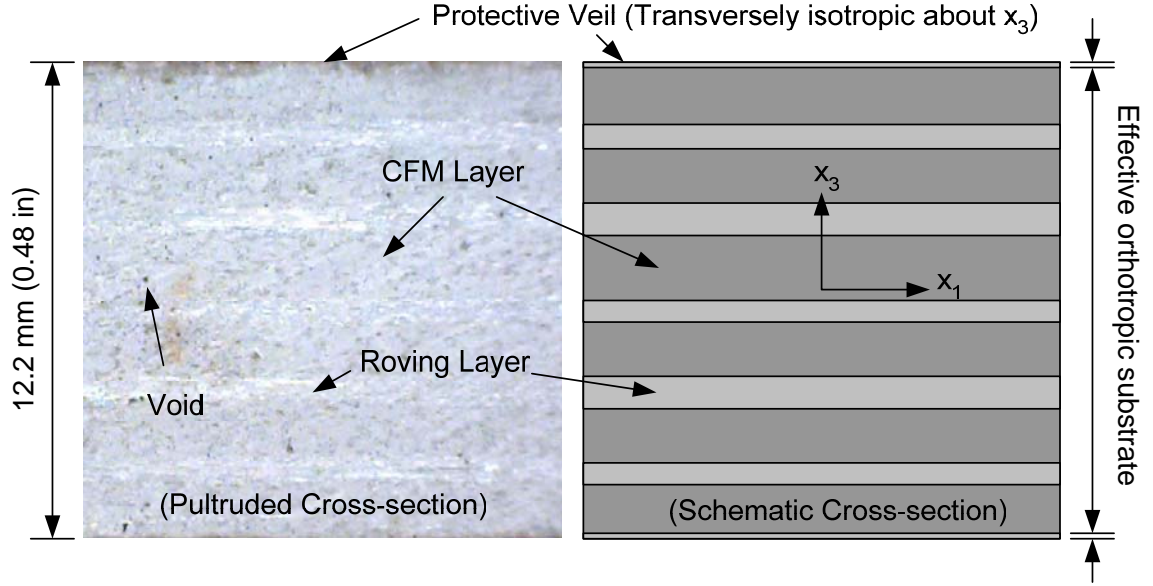 Protective Veil (Transversely isotropic about x₃)
12.2 mm (0.48 in)
CFM Layer
x₃
x₁
Roving Layer
Void
(Pultruded Cross-section)
(Schematic Cross-section)
Effective orthotropic substrate